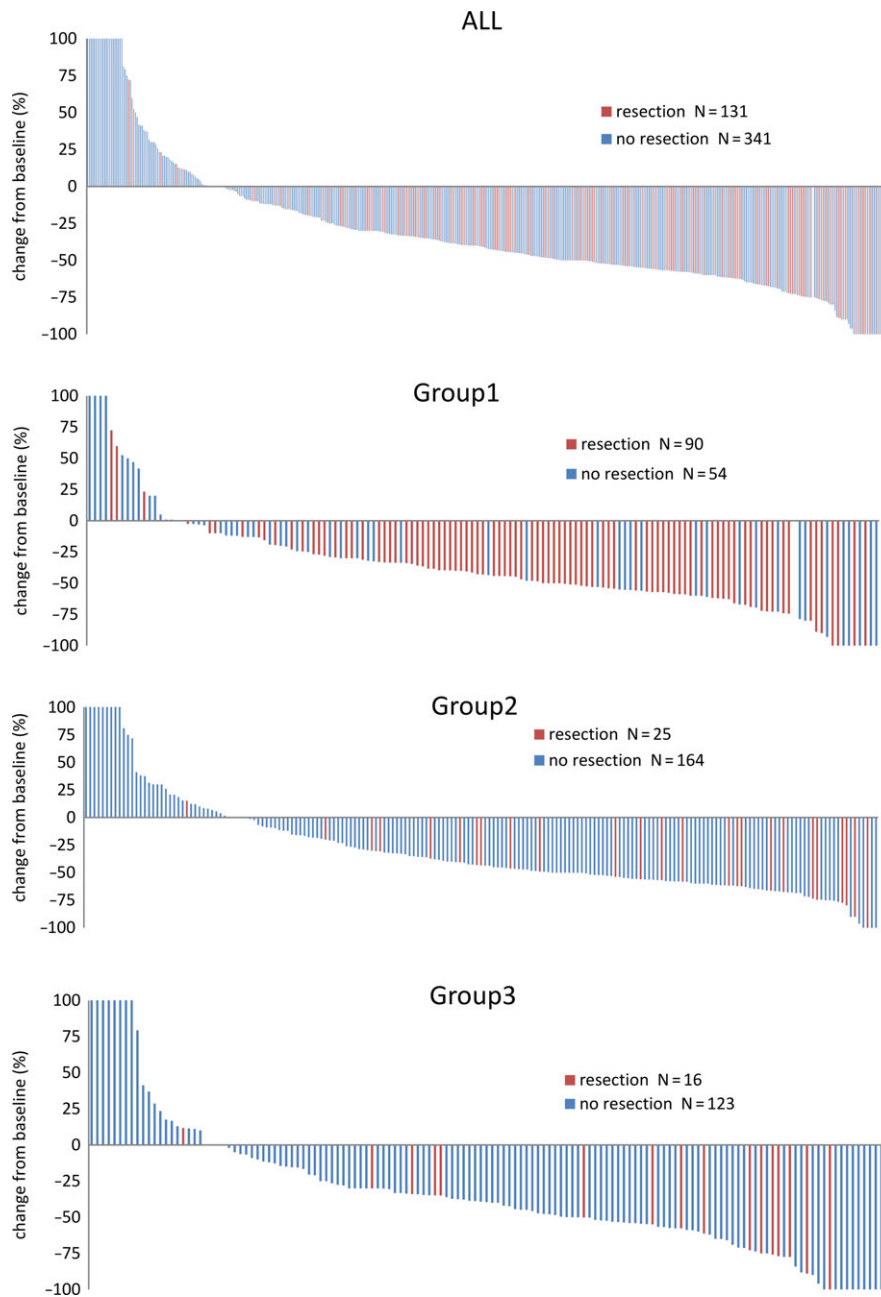 ALL
change from baseline (%)
100
75
50
25
0
−25
−50
−75
−100
resection N = 131
no resection N = 341
Group1
change from baseline (%)
100
75
50
25
0
−25
−50
−75
−100
resection N = 90
no resection N = 54
Group2
change from baseline (%)
100
75
50
25
0
−25
−50
−75
−100
resection N = 25
no resection N = 164
Group3
change from baseline (%)
100
75
50
25
0
−25
−50
−75
−100
resection N = 16
no resection N = 123